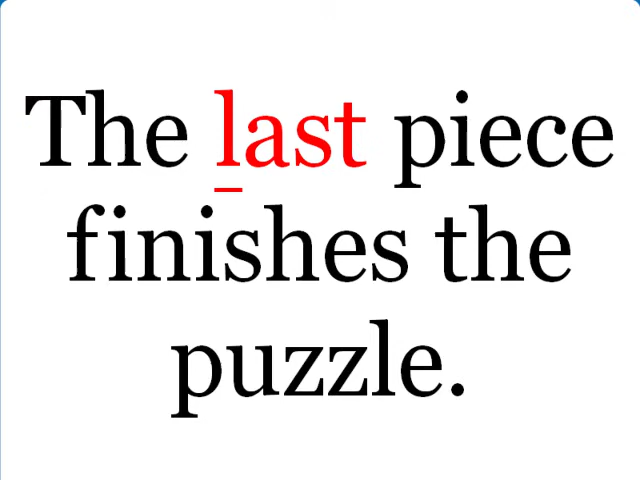 The last piece
finishes the
puzzle.